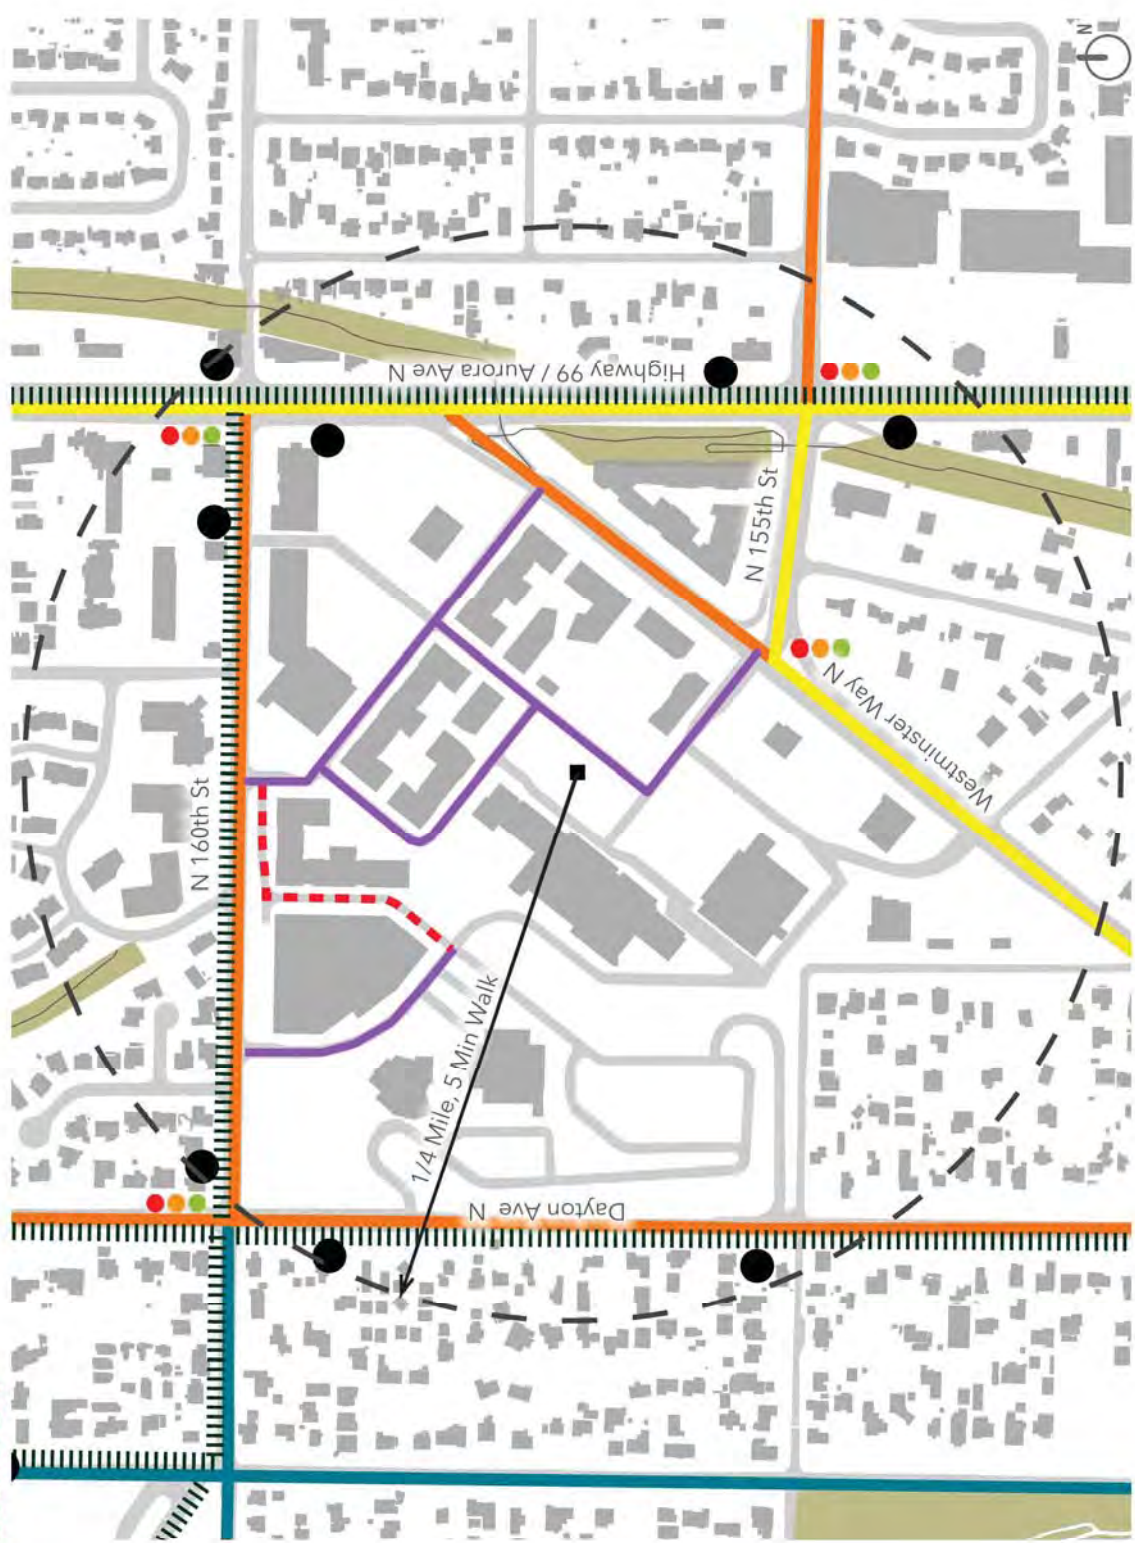 N
Highway 99 / Aurora Ave N
N 155th St
Westminster Way N
N 160th St
1/4 Mile, 5 Min Walk
Dayton Ave N